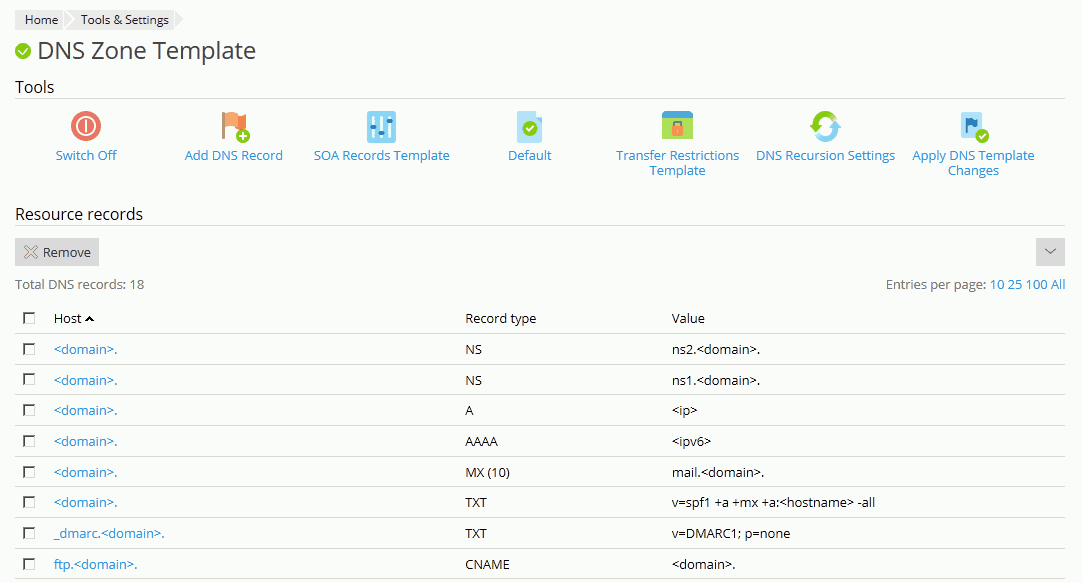 Home Tools & Settings
DNS Zone Template
Tools
Switch Off Add DNS Record SOA Records Template Default Transfer Restrictions Template DNS Recursion Settings Apply DNS Template Changes
Resource records
Remove
Total DNS records: 18 Entries per page: 10 25 100 All
Host Record type Value
<domain>. NS ns2.<domain>.
<domain>. NS ns1.<domain>.
<domain>. A <ip>
<domain>. AAAA <ipv6>
<domain>. MX (10) mail.<domain>.
<domain>. TXT v=spf1 +a +mx +a:<hostname> -all
_dmarc.<domain>. TXT v=DMARC1; p=none
ftp.<domain>. CNAME <domain>.